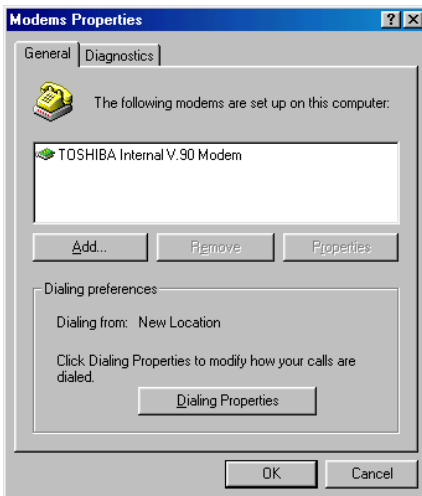 Modems Properties
General Diagnostics
The following modems are set up on this computer:
TOSHIBA Internal V.90 Modem
Add... Remove Properties
Dialing preferences
Dialing from: New Location
Click Dialing Properties to modify how your calls are
dialed.
Dialing Properties
OK Cancel